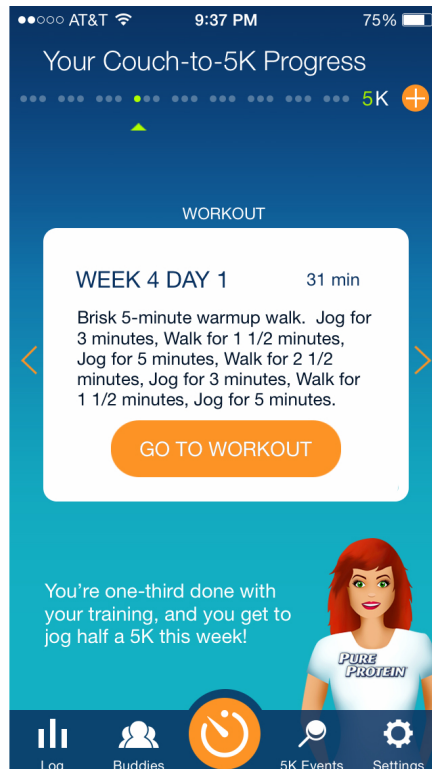 AT&T 9:37 PM 75%
Your Couch-to-5K Progress
5K
WORKOUT
WEEK 4 DAY 1 31 min
Brisk 5-minute warmup walk. Jog for
3 minutes, Walk for 1 1/2 minutes,
Jog for 5 minutes, Walk for 2 1/2
minutes, Jog for 3 minutes, Walk for
1 1/2 minutes, Jog for 5 minutes.
GO TO WORKOUT
You're one-third done with
your training, and you get to
jog half a 5K this week!
PURE
PROTEIN
Log Buddies 5K Events Settings